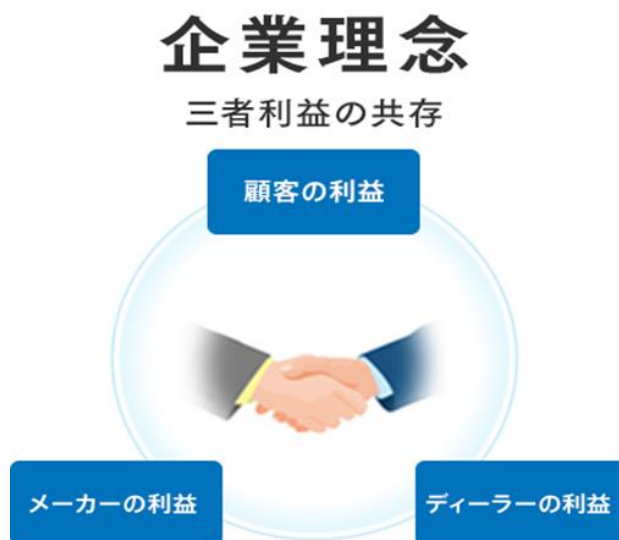 企業理念
三者利益の共存
顧客の利益
メーカーの利益
ディーラーの利益